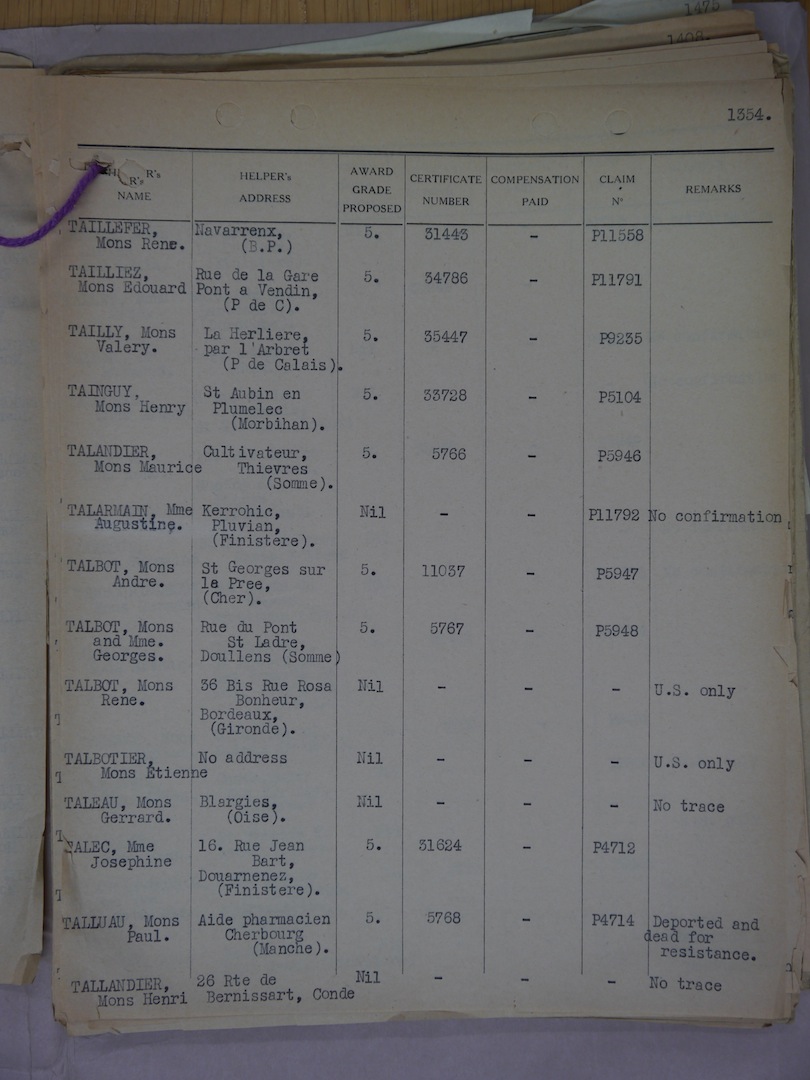 1475
1408.
1354.
R's
R's
NAME
HELPER's
ADDRESS
AWARD
GRADE
PROPOSED
CERTIFICATE
NUMBER
COMPENSATION
PAID
CLAIM
Nº
REMARKS
TAILLEFER, Navarrenx, 5. 31443 - P11558
Mons Rene. (B.P.)
TAILLIEZ, Rue de la Gare 5. 34786 - P11791
Mons Edouard Pont a Vendin,
(P de C).
TAILLY, Mons La Herliere, 5. 35447 - P9235
Valery. par l'Arbret
(P de Calais).
TAINGUY, St Aubin en 5. 33728 - P5104
Mons Henry Plumelec
(Morbihan).
TALANDIER, Cultivateur, 5. 5766 - P5946
Mons Maurice Thievres
(Somme).
TALARMAIN, Mme Kerrohic, Nil - - P11792 No confirmation
Augustine. Pluvian,
(Finistere).
TALBOT, Mons St Georges sur 5. 11037 - P5947
Andre. la Pree,
(Cher).
TALBOT, Mons Rue du Pont 5. 5767 - P5948
and Mme. St Ladre,
Georges. Doullens (Somme)
TALBOT, Mons 36 Bis Rue Rosa Nil - - - U.S. only
Rene. Bonheur,
Bordeaux,
(Gironde).
TALBOTIER, No address Nil - - - U.S. only
Mons Etienne
TALEAU, Mons Blargies, Nil - - - No trace
Gerrard. (Oise).
TALEC, Mme 16. Rue Jean 5. 31624 - P4712
Josephine Bart,
Douarnenez,
(Finistere).
TALLUAU, Mons Aide pharmacien 5. 5768 - P4714 Deported and
Paul. Cherbourg dead for
(Manche). resistance.
TALLANDIER, 26 Rte de Nil - - - No trace
Mons Henri Bernissart, Conde